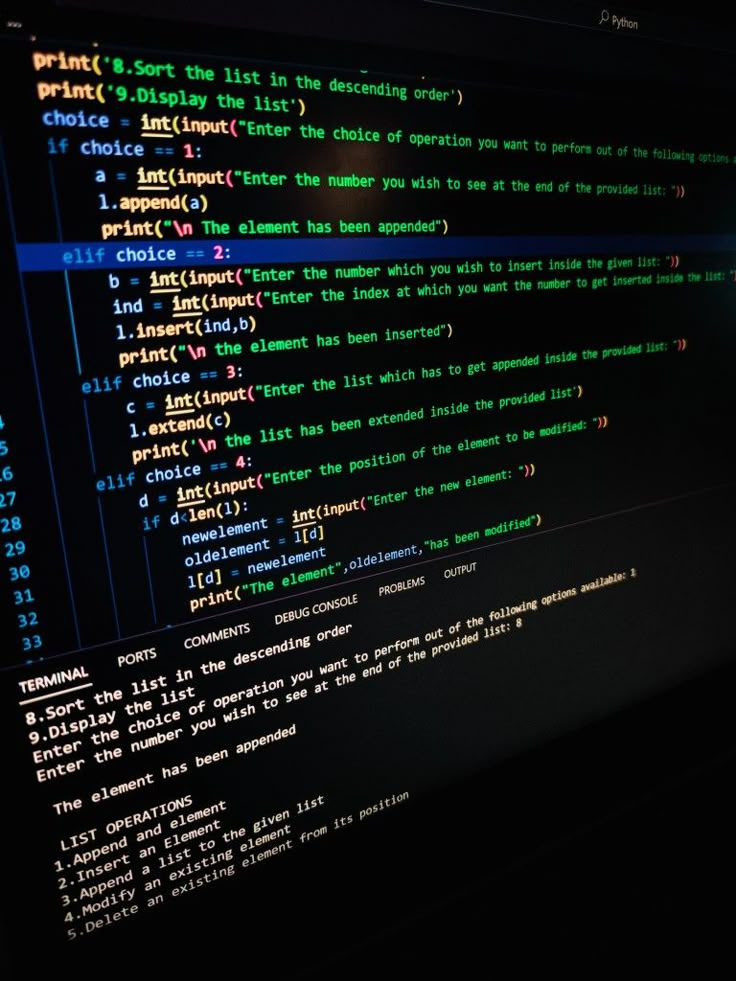 Python
print('8.Sort the list in the descending order')
print('9.Display the list')
choice = int(input("Enter the choice of operation you want to perform out of the following options
if choice == 1:
a = int(input("Enter the number you wish to see at the end of the provided list: "))
l.append(a)
print("\n The element has been appended")
elif choice == 2:
b = int(input("Enter the number which you wish to insert inside the given list: "))
ind = int(input("Enter the index at which you want the number to get inserted inside the list: ")
l.insert(ind,b)
print("\n the element has been inserted")
elif choice == 3:
c = int(input("Enter the list which has to get appended inside the provided list: "))
l.extend(c)
print('\n the list has been extended inside the provided list')
elif choice == 4:
d = int(input("Enter the position of the element to be modified: "))
if d<len(l):
27 newelement = int(input("Enter the new element: "))
28 oldelement = l[d]
29 l[d] = newelement
30 print("The element",oldelement,"has been modified")
31
32
33
TERMINAL PORTS COMMENTS DEBUG CONSOLE PROBLEMS OUTPUT
8.Sort the list in the descending order
9.Display the list
Enter the choice of operation you want to perform out of the following options available: 1
Enter the number you wish to see at the end of the provided list: 8
The element has been appended
LIST OPERATIONS
1.Append and element
2.Insert an Element
3.Append a list to the given list
4.Modify an existing element
5.Delete an existing element from its position